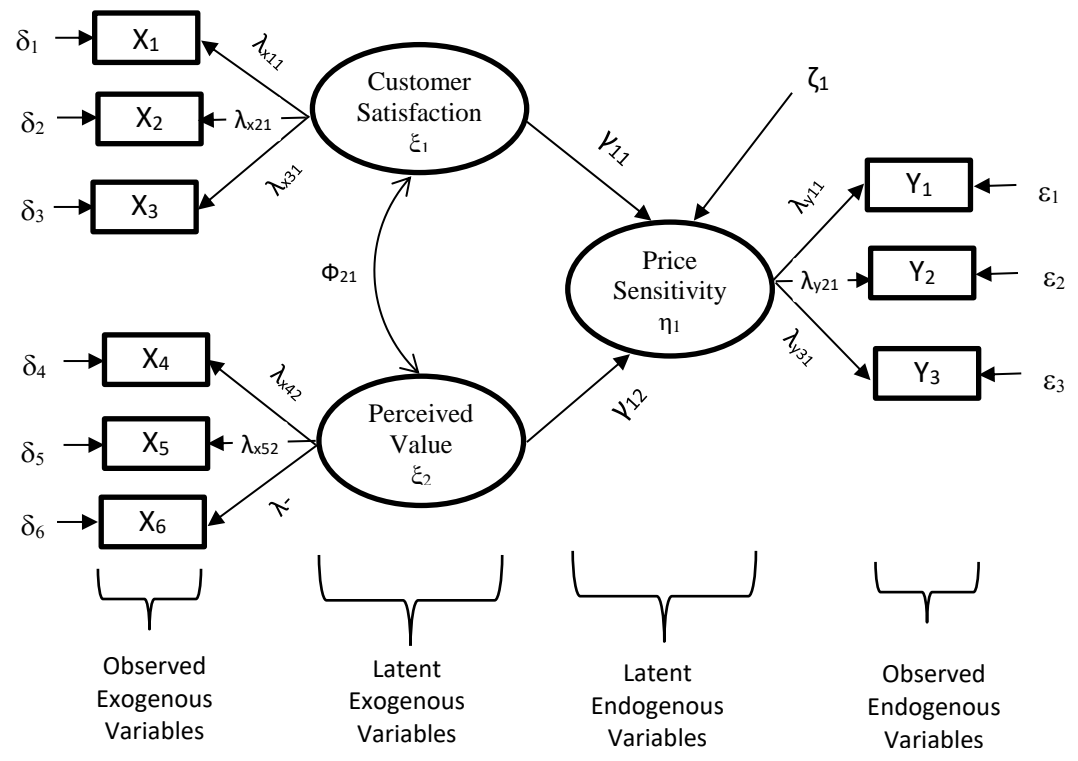 δ1
X1
λx11
δ2
X2
λx21
δ3
X3
λx31
Customer
Satisfaction
ξ1
γ11
ζ1
Φ21
Price
Sensitivity
η1
λy11
Y1
ε1
λy21
Y2
ε2
λy31
Y3
ε3
δ4
X4
λx42
δ5
X5
λx52
δ6
X6
λ-
Perceived
Value
ξ2
γ12
Observed
Exogenous
Variables
Latent
Exogenous
Variables
Latent
Endogenous
Variables
Observed
Endogenous
Variables